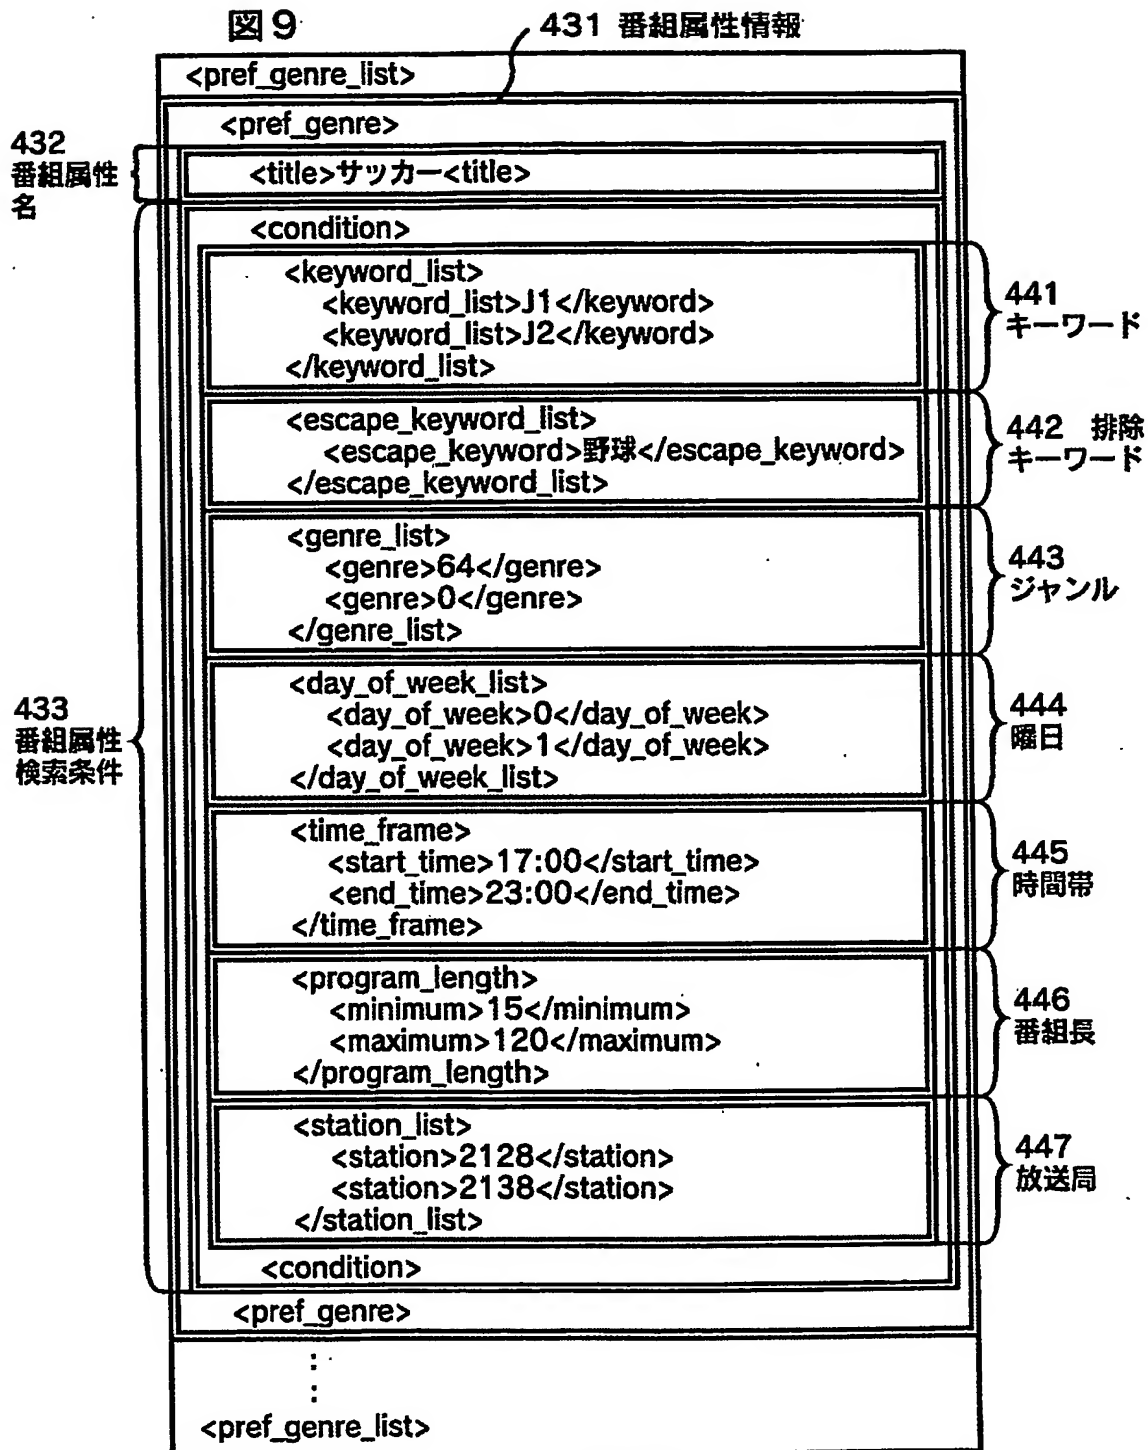 図9
431 番組属性情報
<pref_genre_list>
<pref_genre>
432
番組属性
名
<title>サッカー<title>
<condition>
<keyword_list>
<keyword_list>J1</keyword>
<keyword_list>J2</keyword>
</keyword_list>
441
キーワード
<escape_keyword_list>
<escape_keyword>野球</escape_keyword>
</escape_keyword_list>
442 排除
キーワード
<genre_list>
<genre>64</genre>
<genre>0</genre>
</genre_list>
443
ジャンル
433
番組属性
検索条件
<day_of_week_list>
<day_of_week>0</day_of_week>
<day_of_week>1</day_of_week>
</day_of_week_list>
444
曜日
<time_frame>
<start_time>17:00</start_time>
<end_time>23:00</end_time>
</time_frame>
445
時間帯
<program_length>
<minimum>15</minimum>
<maximum>120</maximum>
</program_length>
446
番組長
<station_list>
<station>2128</station>
<station>2138</station>
</station_list>
447
放送局
<condition>
<pref_genre>
:
:
<pref_genre_list>